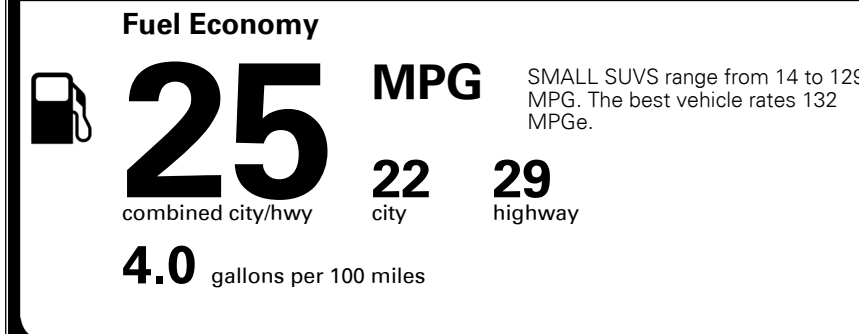 Fuel Economy
25
MPG
SMALL SUVS range from 14 to 129
MPG. The best vehicle rates 132
MPGe.
22
29
combined city/hwy
city
highway
4.0 gallons per 100 miles